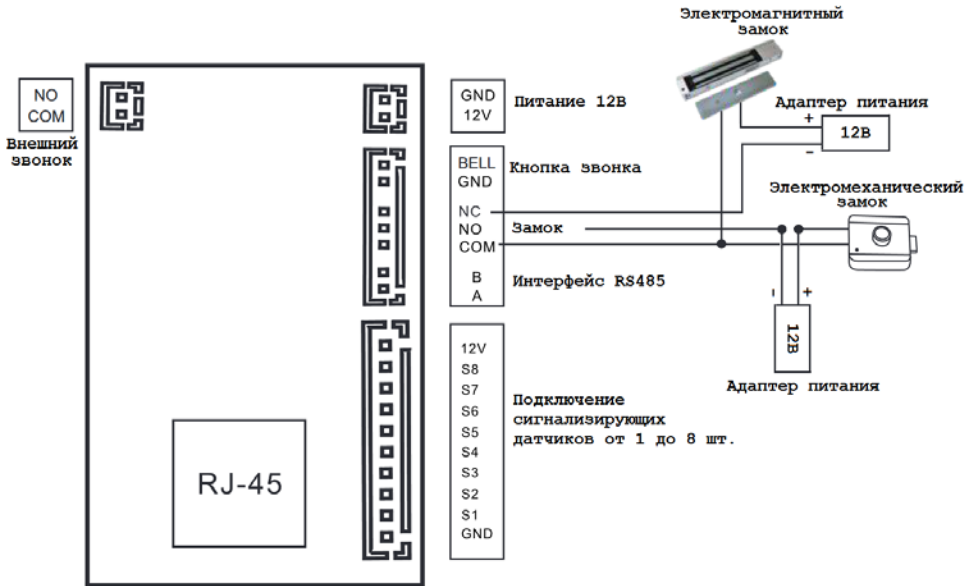 Электромагнитный
замок
NO
COM
Внешний
звонок
GND
12V
Питание 12В
Адаптер питания
+
12В
-
BELL
GND
Кнопка звонка
Электромеханический
замок
NC
NO
COM
Замок
B
A
Интерфейс RS485
-
+
12В
Адаптер питания
12V
S8
S7
S6
S5
S4
S3
S2
S1
GND
Подключение
сигнализирующих
датчиков от 1 до 8 шт.
RJ-45